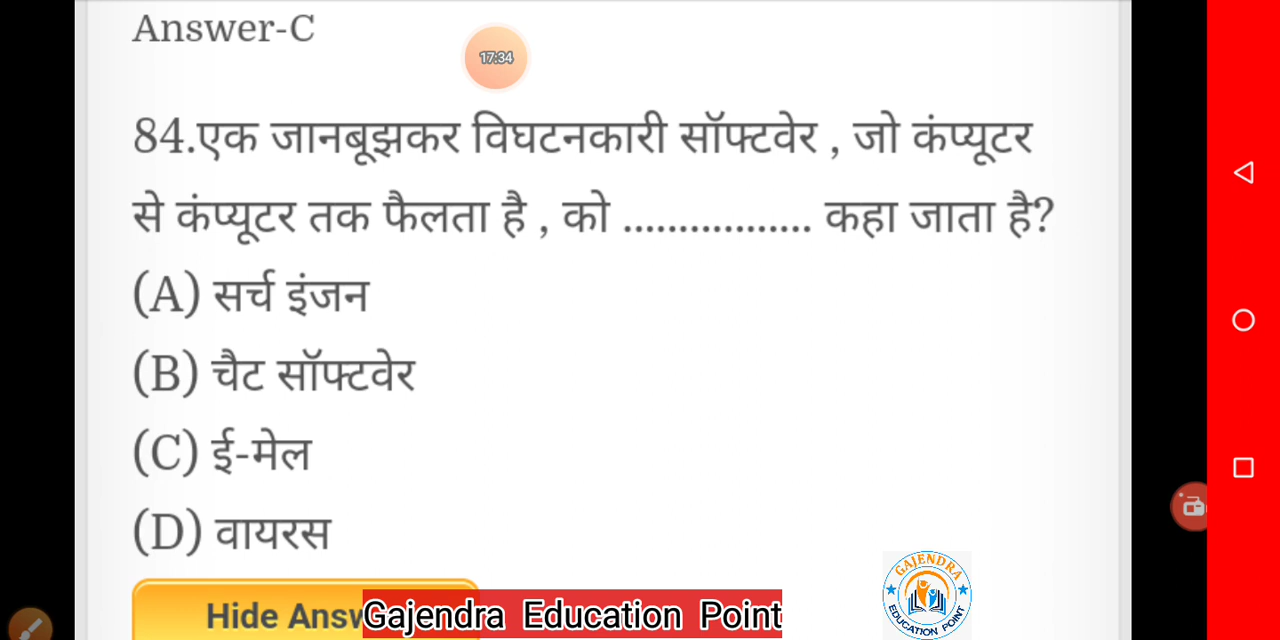 Answer-C
17:34
84.एक जानबूझकर विघटनकारी सॉफ्टवेर , जो कंप्यूटर
से कंप्यूटर तक फैलता है , को ................. कहा जाता है?
(A) सर्च इंजन
(B) चैट सॉफ्टवेर
(C) ई-मेल
(D) वायरस
Hide Answ
Gajendra Education Point
GAJENDRA
EDUCATION POINT